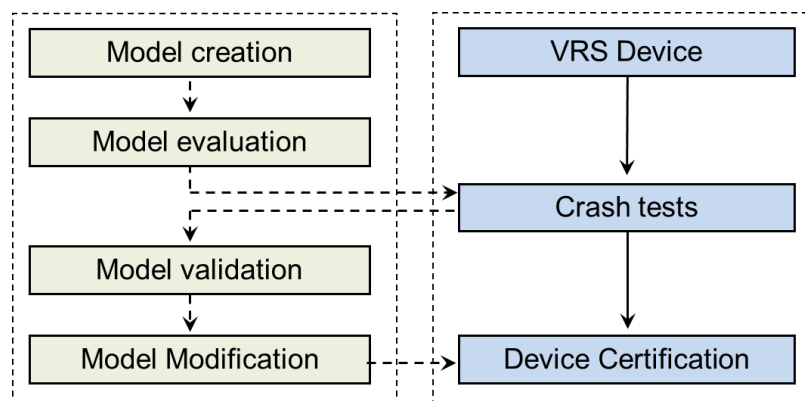 Model creation
Model evaluation
Model validation
Model Modification
VRS Device
Crash tests
Device Certification